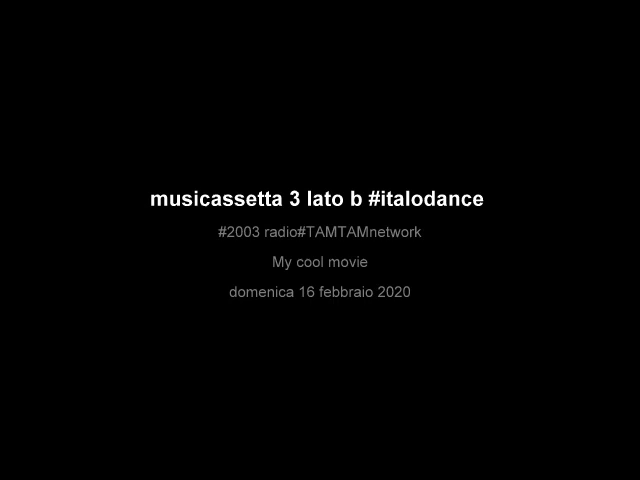 musicassetta 3 lato b #italodance
#2003 radio#TAMTAMnetwork
My cool movie
domenica 16 febbraio 2020